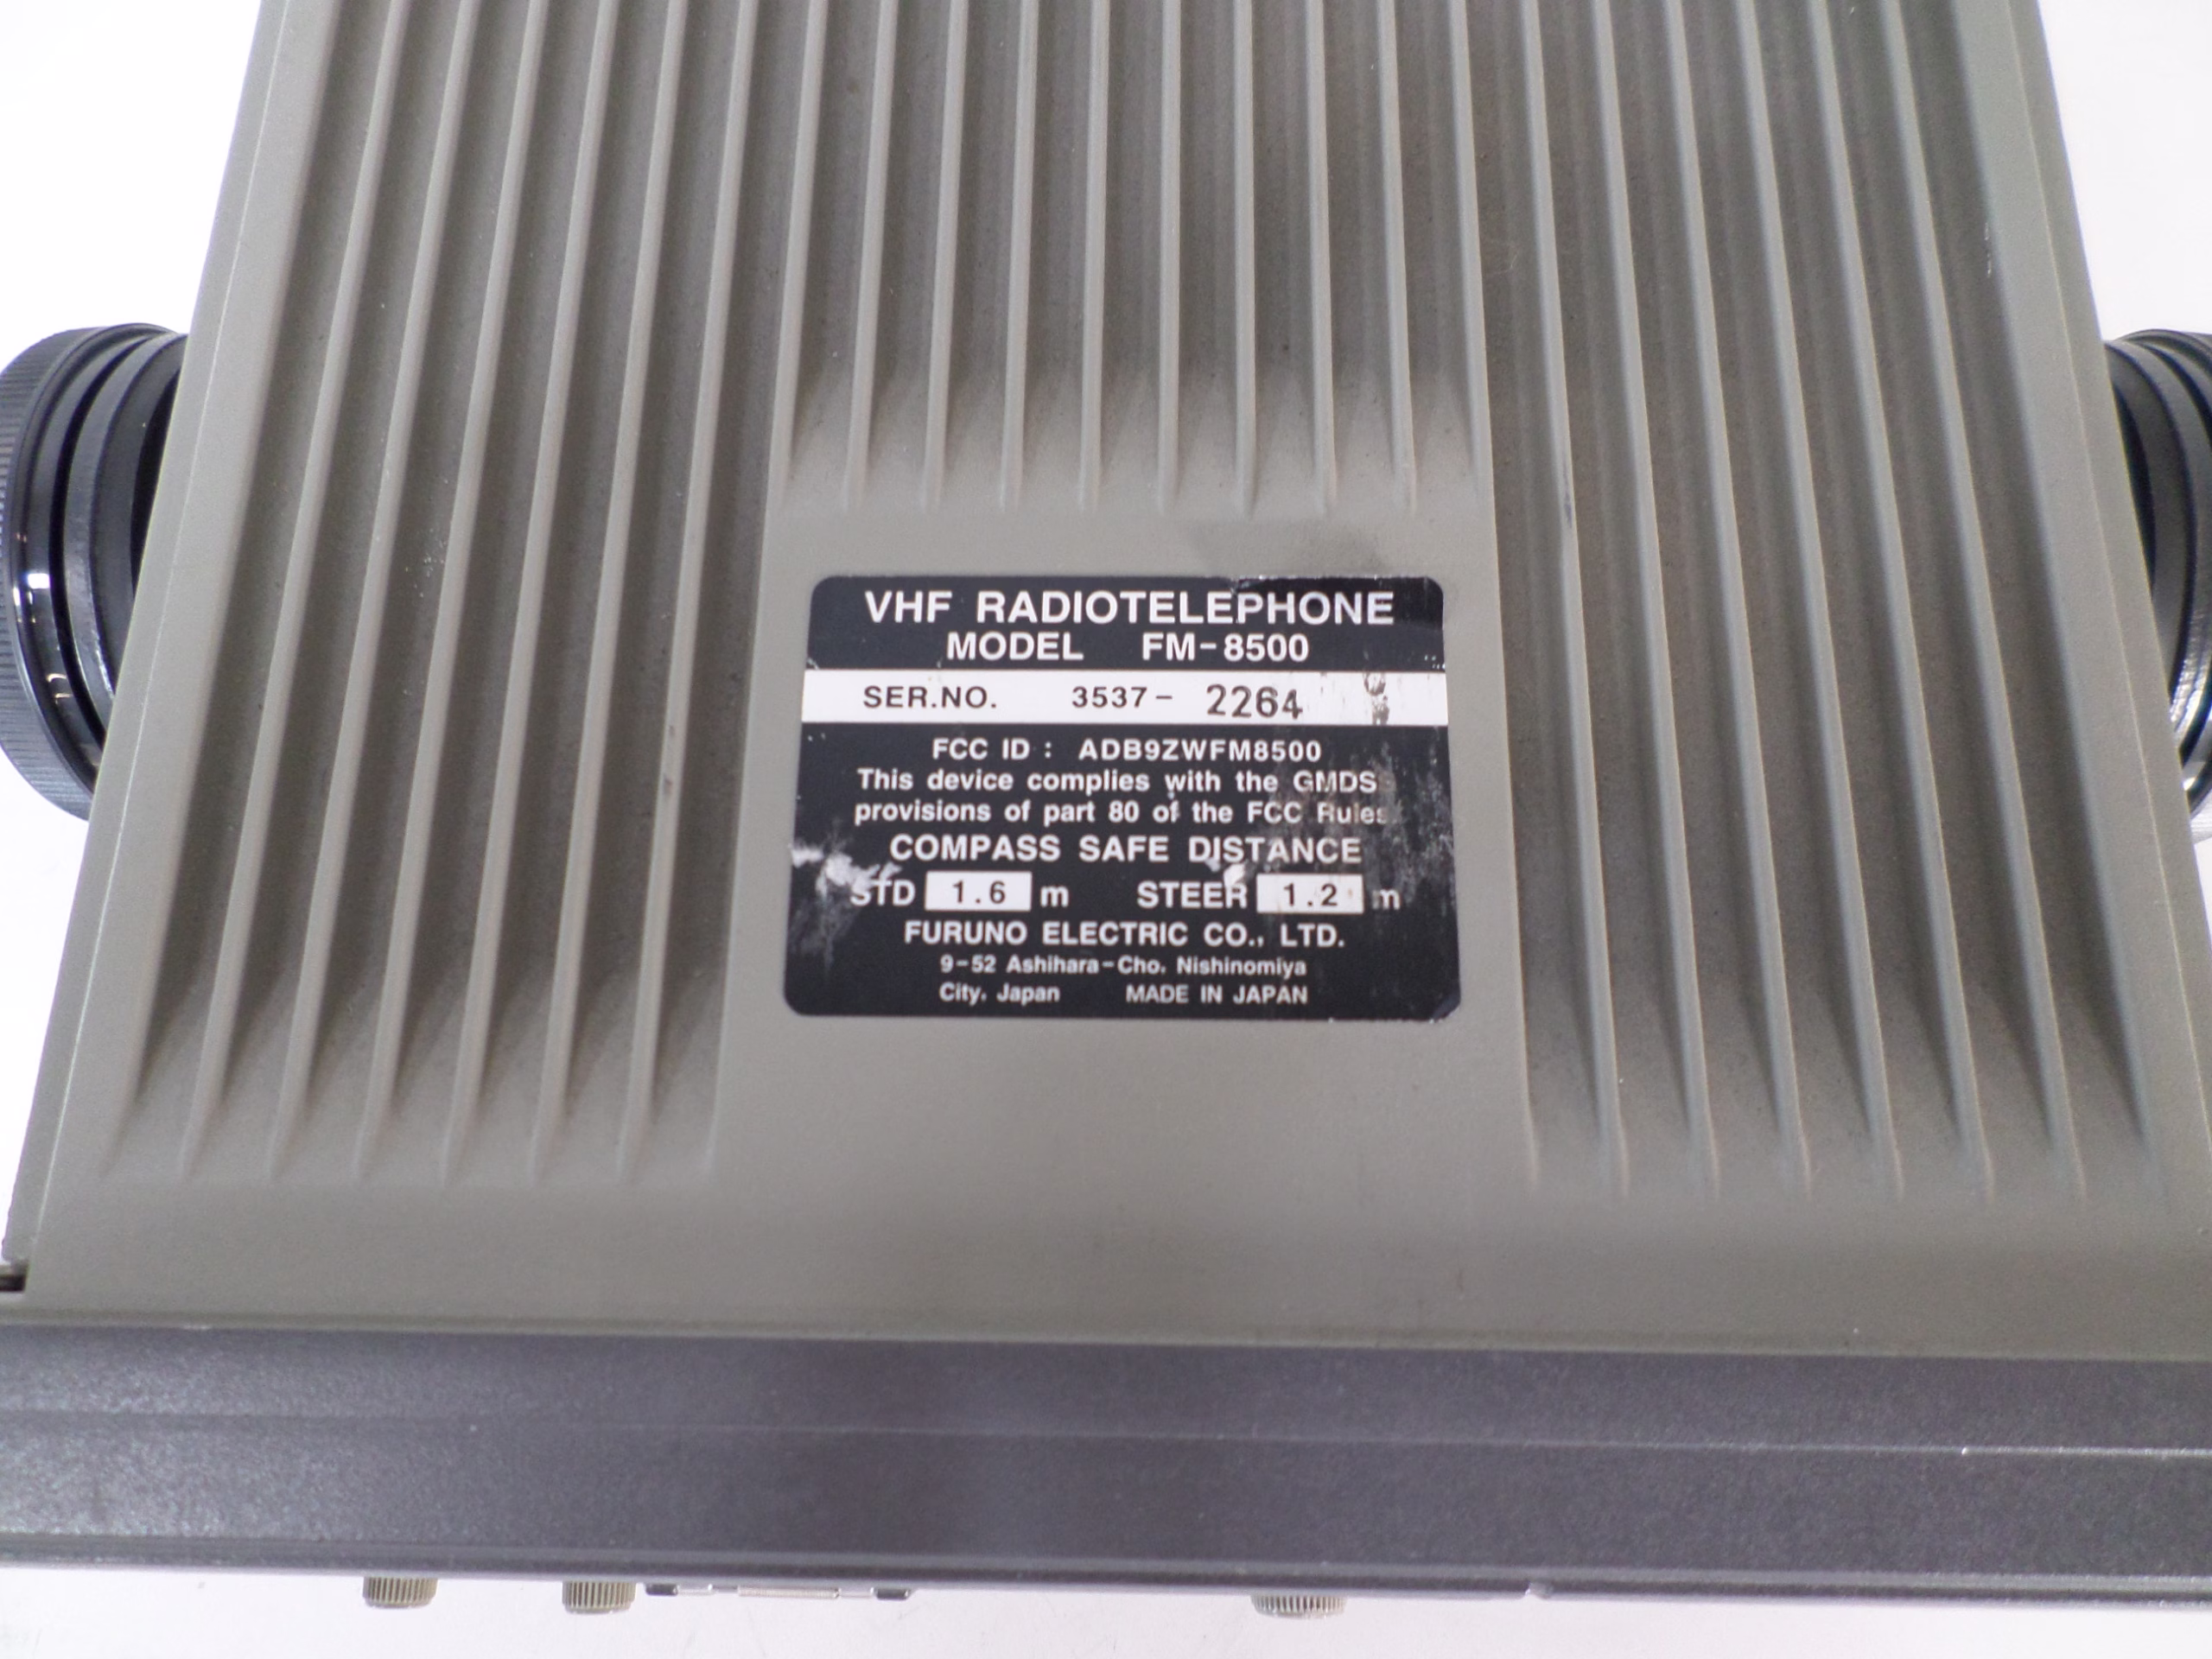 VHF RADIOTELEPHONE
MODEL FM-8500
SER.NO. 3537- 2264
FCC ID : ADB9ZWFM8500
This device complies with the GMDS
provisions of part 80 of the FCC Rules
COMPASS SAFE DISTANCE
STD 1.6 m STEER 1.2 m
FURUNO ELECTRIC CO., LTD.
9-52 Ashihara-Cho, Nishinomiya
City, Japan MADE IN JAPAN